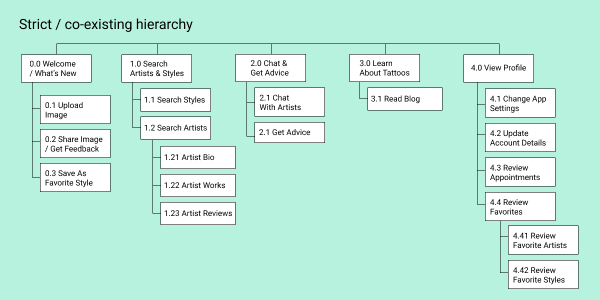 Strict / co-existing hierarchy
0.0 Welcome
/ What's New
0.1 Upload
Image
0.2 Share Image
/ Get Feedback
0.3 Save As
Favorite Style
1.0 Search
Artists & Styles
1.1 Search Styles
1.2 Search Artists
1.21 Artist Bio
1.22 Artist Works
1.23 Artist Reviews
2.0 Chat &
Get Advice
2.1 Chat
With Artists
2.1 Get Advice
3.0 Learn
About Tattoos
3.1 Read Blog
4.0 View Profile
4.1 Change App
Settings
4.2 Update
Account Details
4.3 Review
Appointments
4.4 Review
Favorites
4.41 Review
Favorite Artists
4.42 Review
Favorite Styles